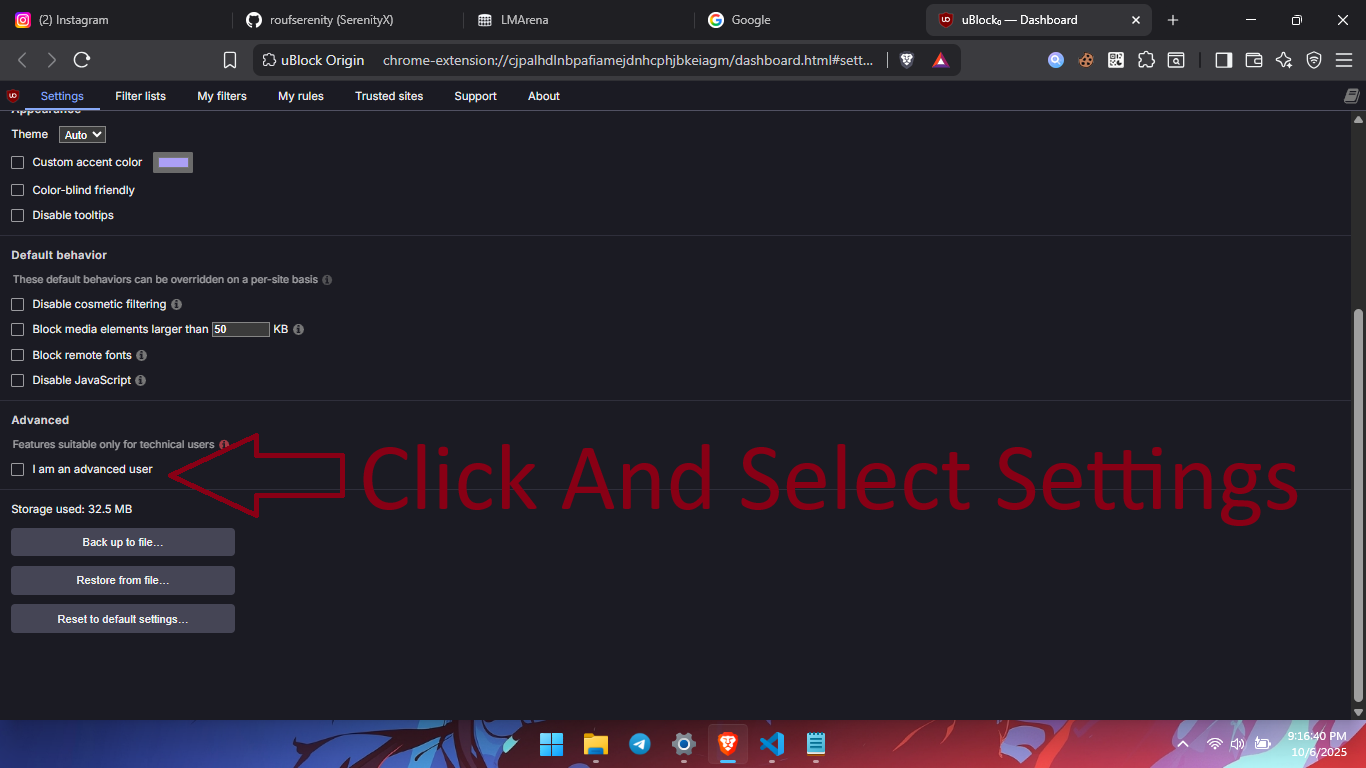 (2) Instagram
roufserenity (SerenityX)
LMArena
Google
uBlock₀ — Dashboard
uBlock Origin
chrome-extension://cjpalhdlnbpafiamejdnhcphjbkeiagm/dashboard.html#sett...
Settings
Filter lists
My filters
My rules
Trusted sites
Support
About
Appearance
Theme Auto
Custom accent color
Color-blind friendly
Disable tooltips
Default behavior
These default behaviors can be overridden on a per-site basis
Disable cosmetic filtering
Block media elements larger than 50 KB
Block remote fonts
Disable JavaScript
Advanced
Features suitable only for technical users
I am an advanced user
Click And Select Settings
Storage used: 32.5 MB
Back up to file…
Restore from file…
Reset to default settings…
9:16:40 PM
10/6/2025